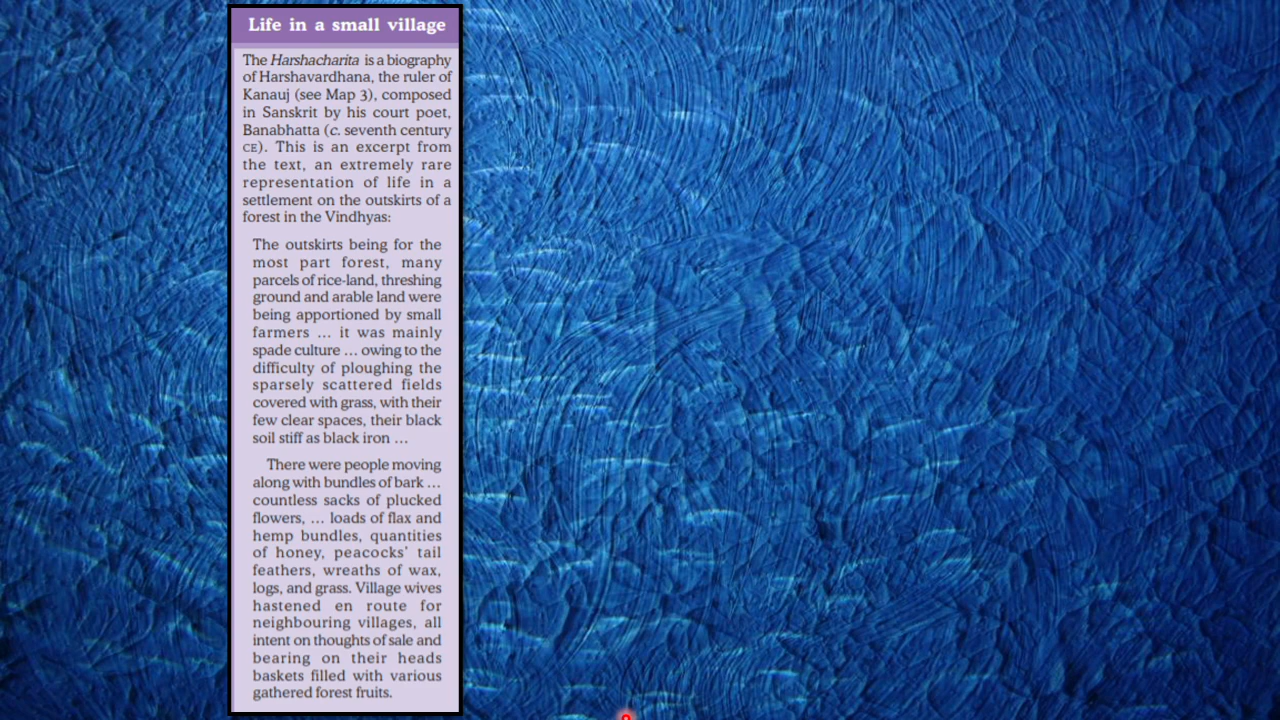 Life in a small village
The Harshacharita is a biography
of Harshavardhana, the ruler of
Kanauj (see Map 3), composed
in Sanskrit by his court poet,
Banabhatta (c. seventh century
CE). This is an excerpt from
the text, an extremely rare
representation of life in a
settlement on the outskirts of a
forest in the Vindhyas:
The outskirts being for the
most part forest, many
parcels of rice-land, threshing
ground and arable land were
being apportioned by small
farmers … it was mainly
spade culture … owing to the
difficulty of ploughing the
sparsely scattered fields
covered with grass, with their
few clear spaces, their black
soil stiff as black iron …
There were people moving
along with bundles of bark …
countless sacks of plucked
flowers, … loads of flax and
hemp bundles, quantities
of honey, peacocks' tail
feathers, wreaths of wax,
logs, and grass. Village wives
hastened en route for
neighbouring villages, all
intent on thoughts of sale and
bearing on their heads
baskets filled with various
gathered forest fruits.